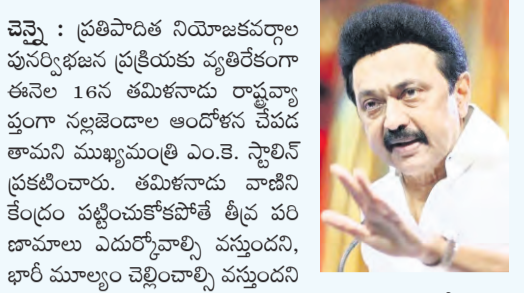 చెన్నై : ప్రతిపాదిత నియోజకవర్గాల
పునర్విభజన ప్రక్రియకు వ్యతిరేకంగా
ఈనెల 16న తమిళనాడు రాష్ట్రవ్యా
ప్తంగా నల్లజెండాల ఆందోళన చేపడ
తామని ముఖ్యమంత్రి ఎం.కె. స్టాలిన్
ప్రకటించారు. తమిళనాడు వాణిని
కేంద్రం పట్టించుకోకపోతే తీవ్ర పరి
ణామాలు ఎదుర్కోవాల్సి వస్తుందని,
భారీ మూల్యం చెల్లించాల్సి వస్తుందని